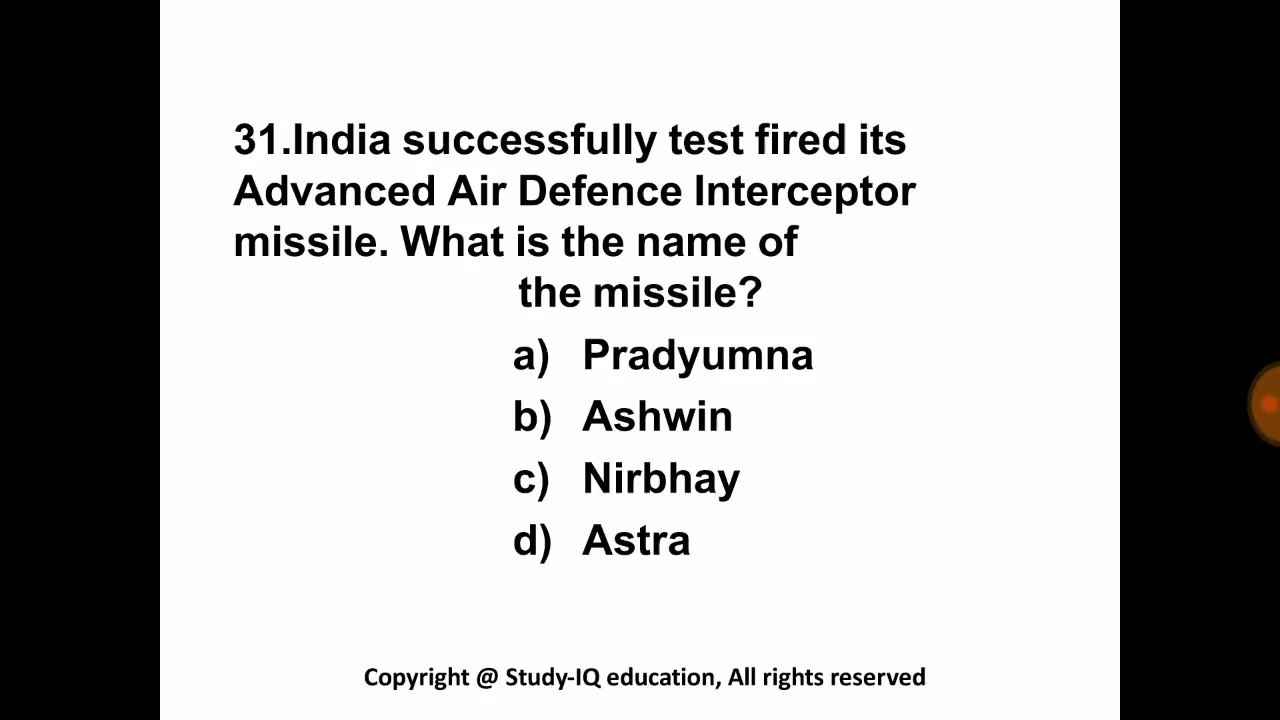 31.India successfully test fired its
Advanced Air Defence Interceptor
missile. What is the name of
the missile?
a) Pradyumna
b) Ashwin
c) Nirbhay
d) Astra
Copyright @ Study-IQ education, All rights reserved